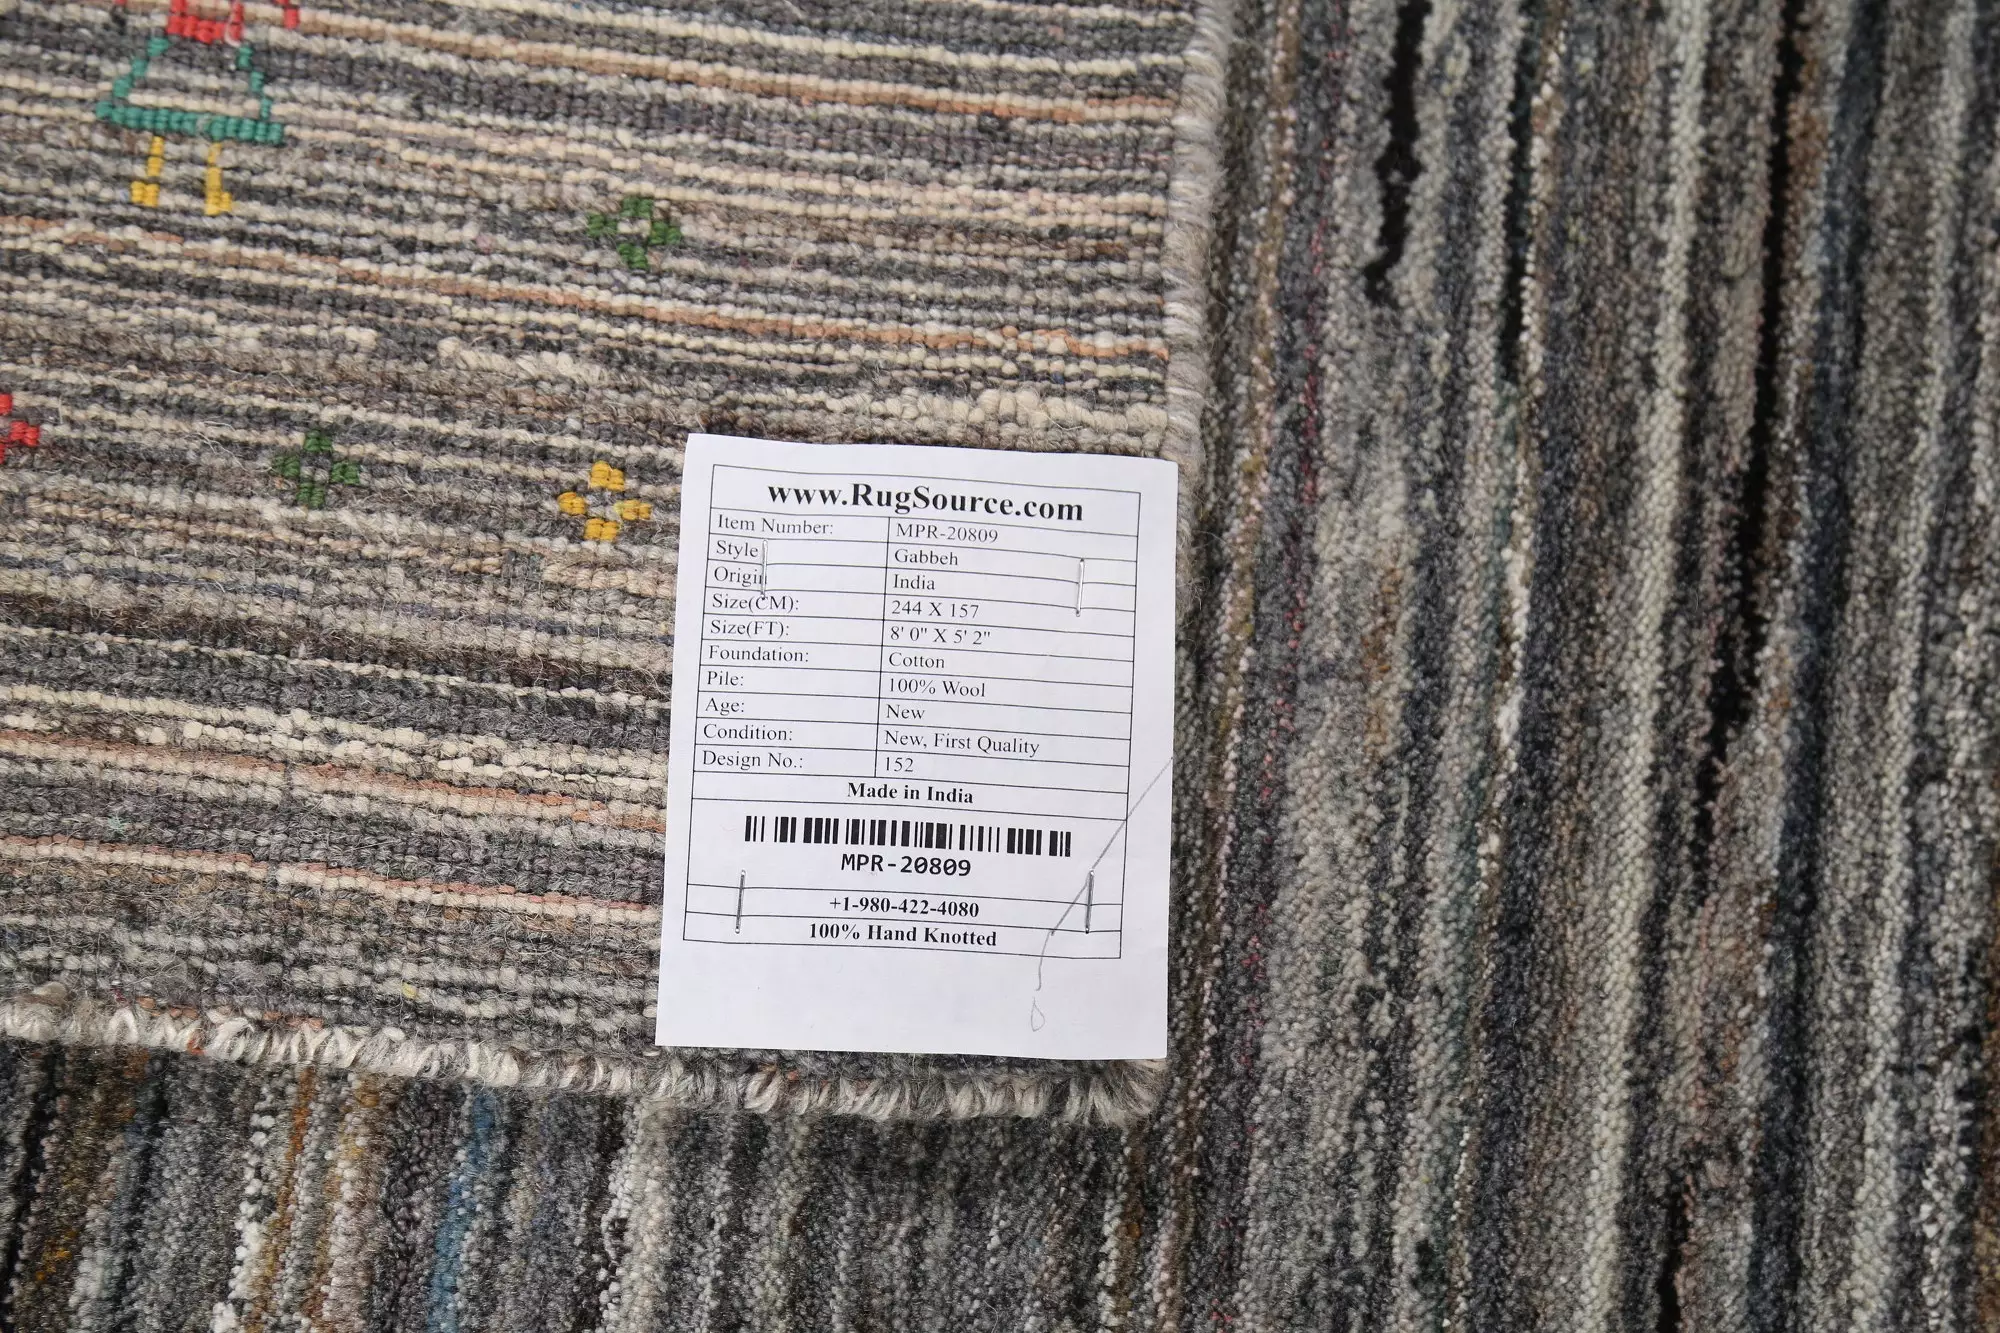 www.RugSource.com
Item Number: MPR-20809
Style Gabbeh
Origin India
Size(CM): 244 X 157
Size(FT): 8' 0" X 5' 2"
Foundation: Cotton
Pile: 100% Wool
Age: New
Condition: New, First Quality
Design No.: 152
Made in India
MPR-20809
+1-980-422-4080
100% Hand Knotted